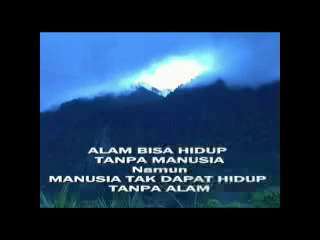 ALAM BISA HIDUP
TANPA MANUSIA
Namun
MANUSIA TAK DAPAT HIDUP
TANPA ALAM